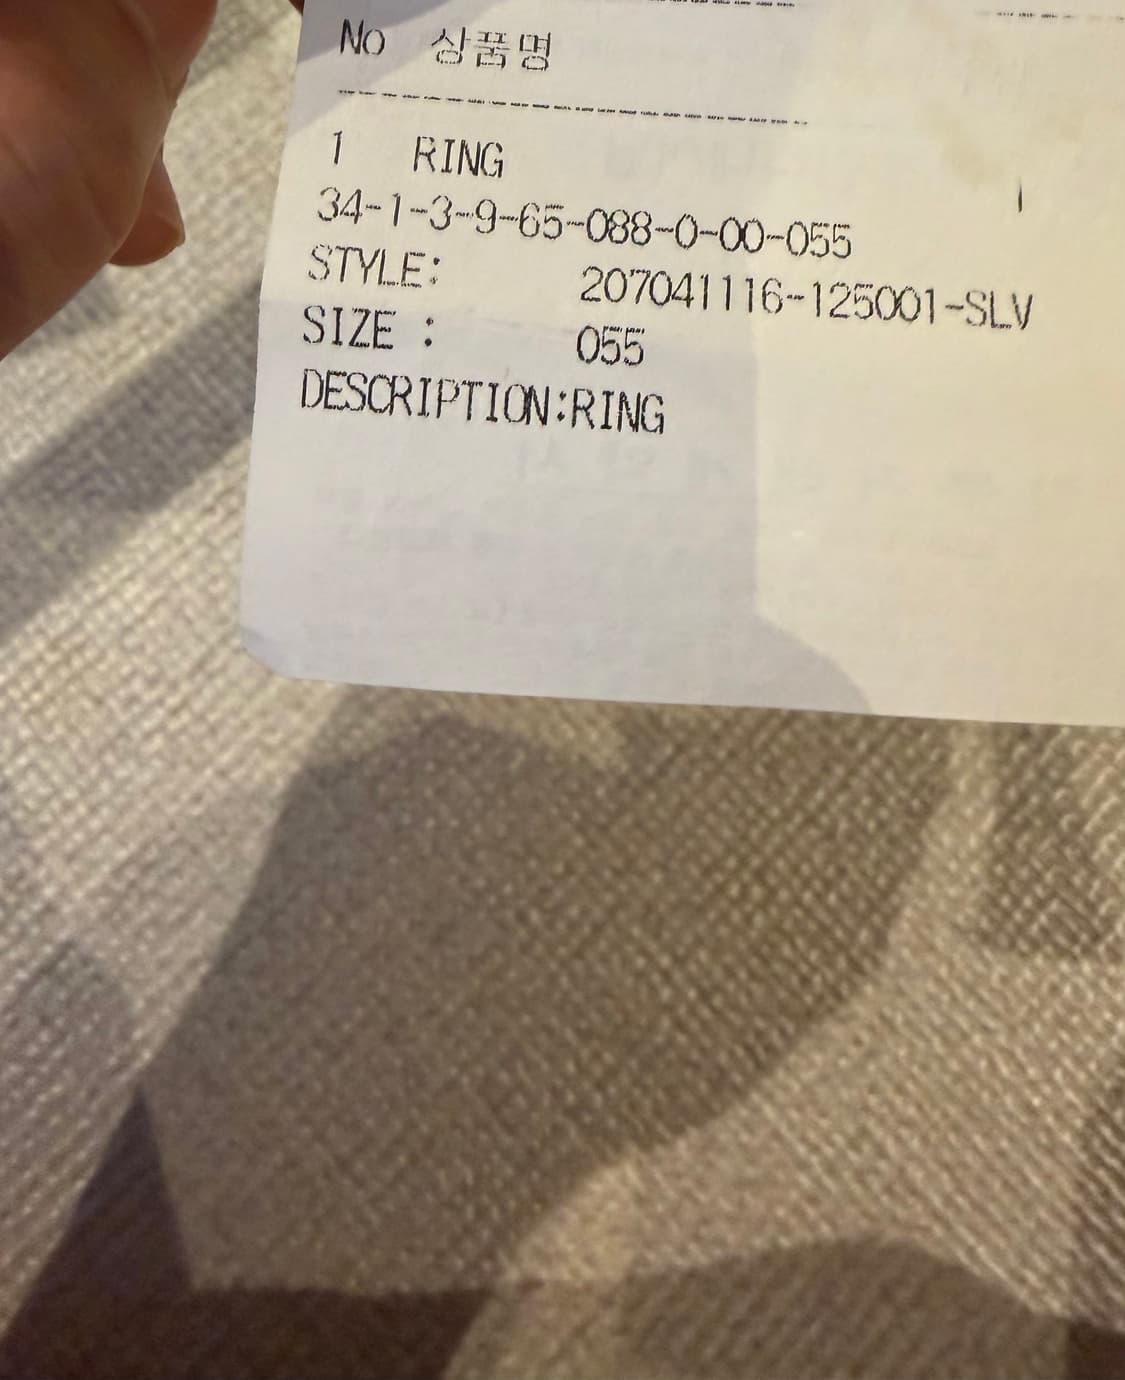 No 상품명
1 RING
34-1-3-9-65-088-0-00-055
STYLE: 207041116-125001-SLV
SIZE : 055
DESCRIPTION:RING